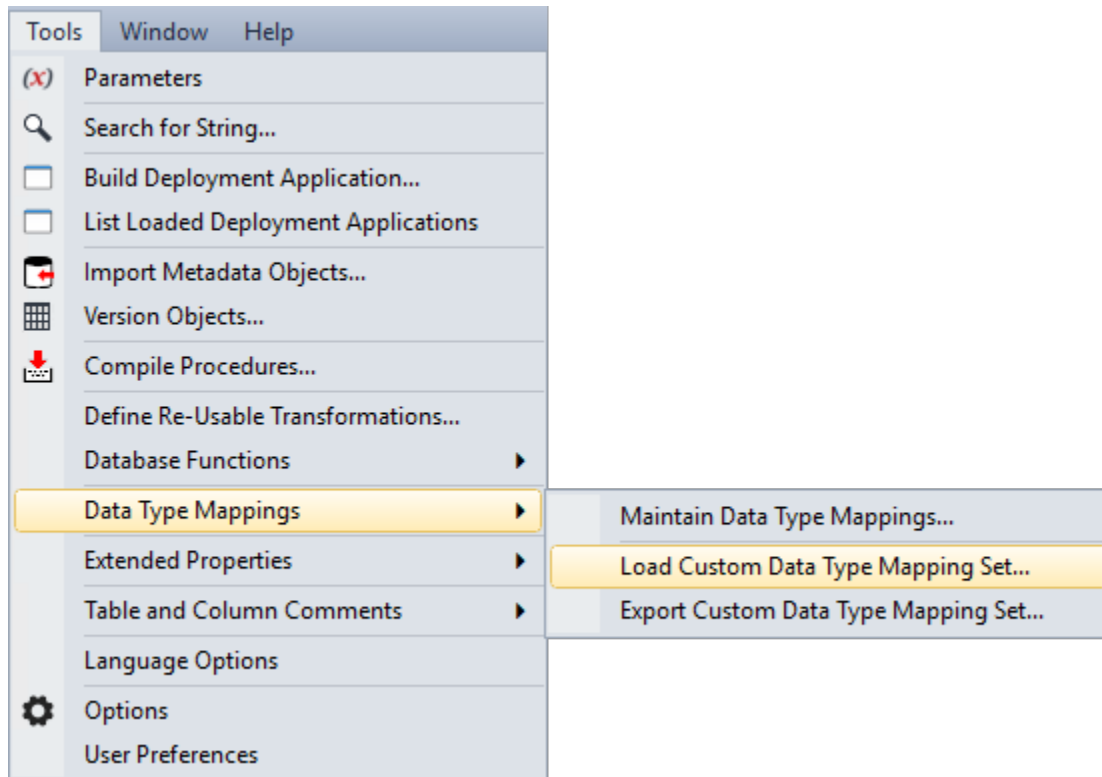 Tools Window Help
(x) Parameters
Search for String...
Build Deployment Application...
List Loaded Deployment Applications
Import Metadata Objects...
Version Objects...
Compile Procedures...
Define Re-Usable Transformations...
Database Functions
Data Type Mappings
Maintain Data Type Mappings...
Load Custom Data Type Mapping Set...
Export Custom Data Type Mapping Set...
Extended Properties
Table and Column Comments
Language Options
Options
User Preferences